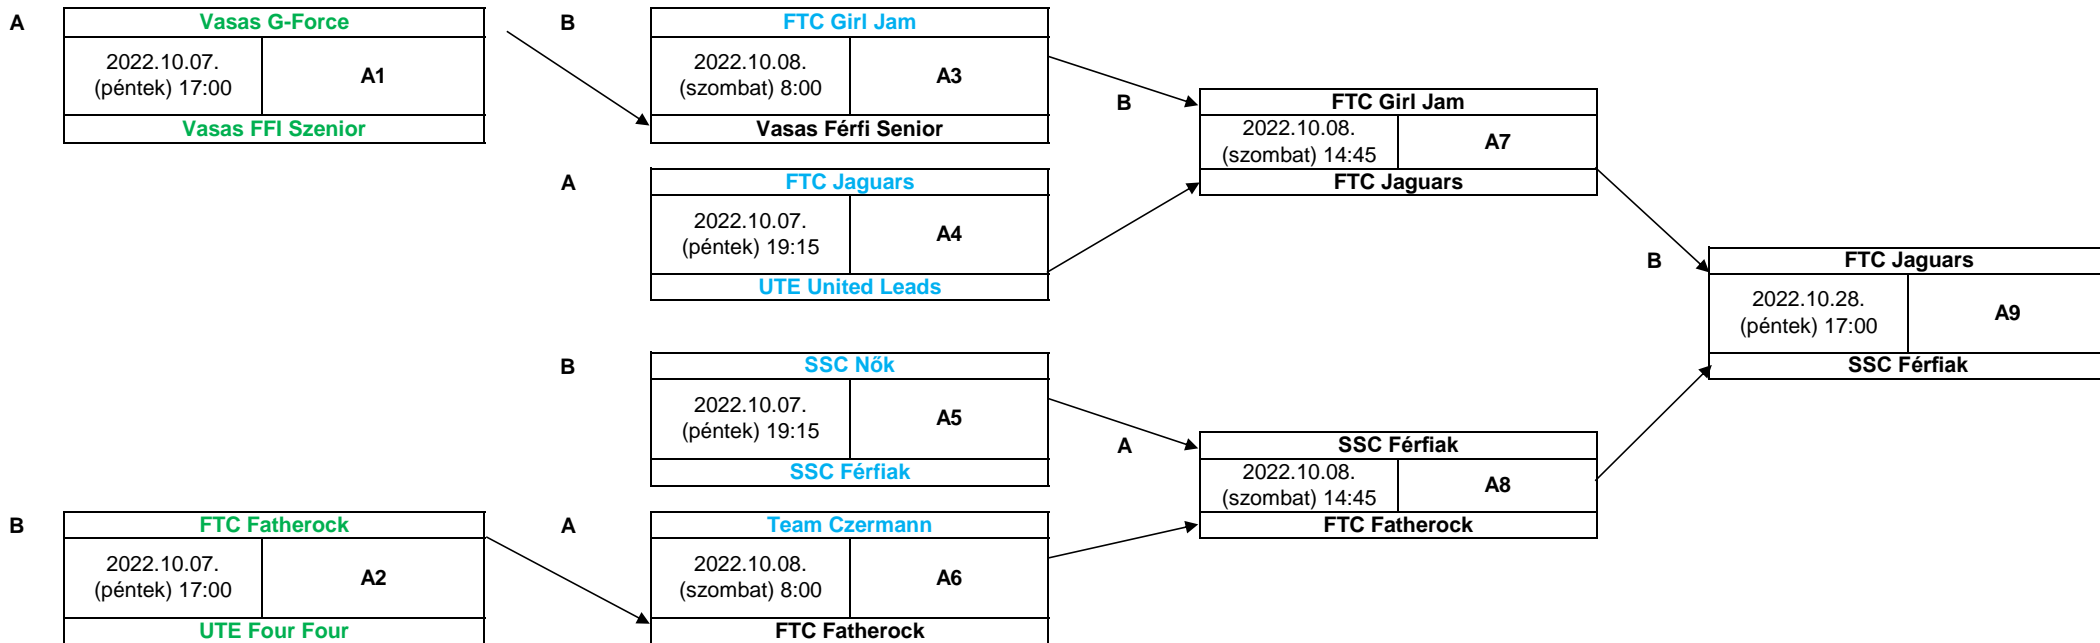 A
Vasas G-Force
2022.10.07.
(péntek) 17:00
A1
Vasas FFI Szenior
B
FTC Girl Jam
2022.10.08.
(szombat) 8:00
A3
Vasas Férfi Senior
A
FTC Jaguars
2022.10.07.
(péntek) 19:15
A4
UTE United Leads
B
FTC Girl Jam
2022.10.08.
(szombat) 14:45
A7
FTC Jaguars
B
FTC Jaguars
2022.10.28.
(péntek) 17:00
A9
SSC Férfiak
B
SSC Nők
2022.10.07.
(péntek) 19:15
A5
SSC Férfiak
A
SSC Férfiak
2022.10.08.
(szombat) 14:45
A8
FTC Fatherock
B
FTC Fatherock
2022.10.07.
(péntek) 17:00
A2
UTE Four Four
A
Team Czermann
2022.10.08.
(szombat) 8:00
A6
FTC Fatherock